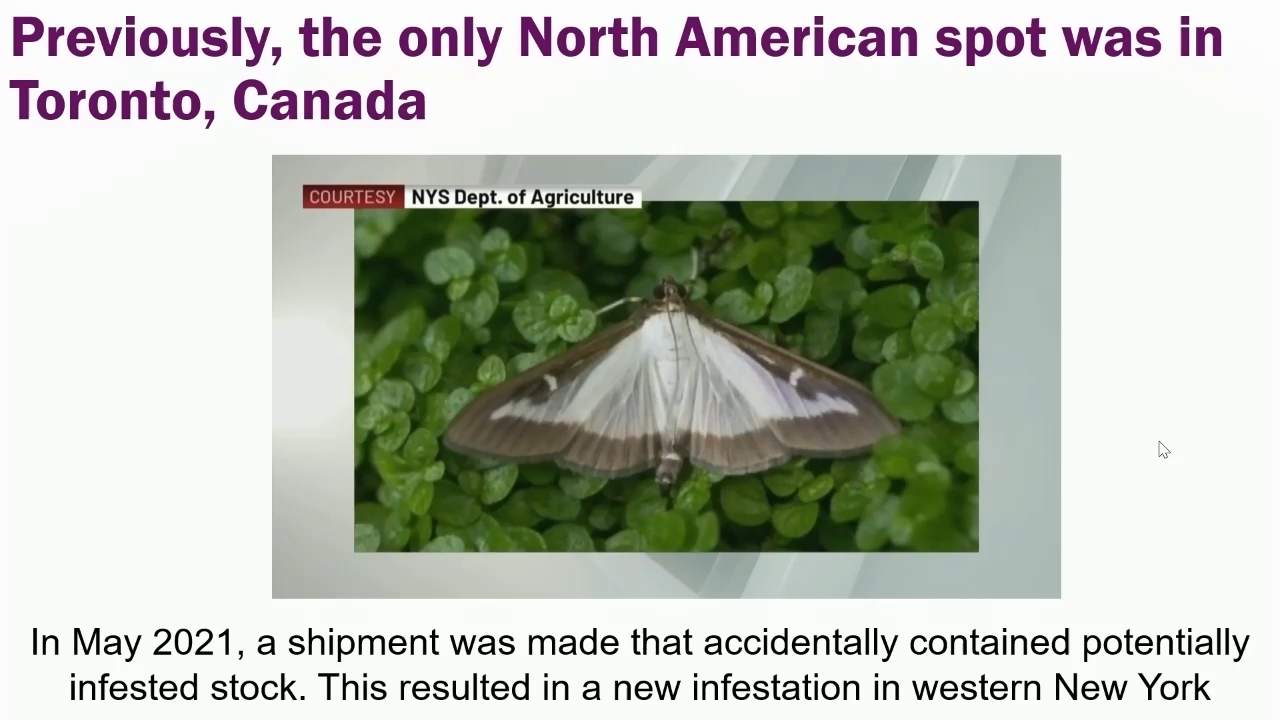 Previously, the only North American spot was in
Toronto, Canada
COURTESY NYS Dept. of Agriculture
In May 2021, a shipment was made that accidentally contained potentially
infested stock. This resulted in a new infestation in western New York